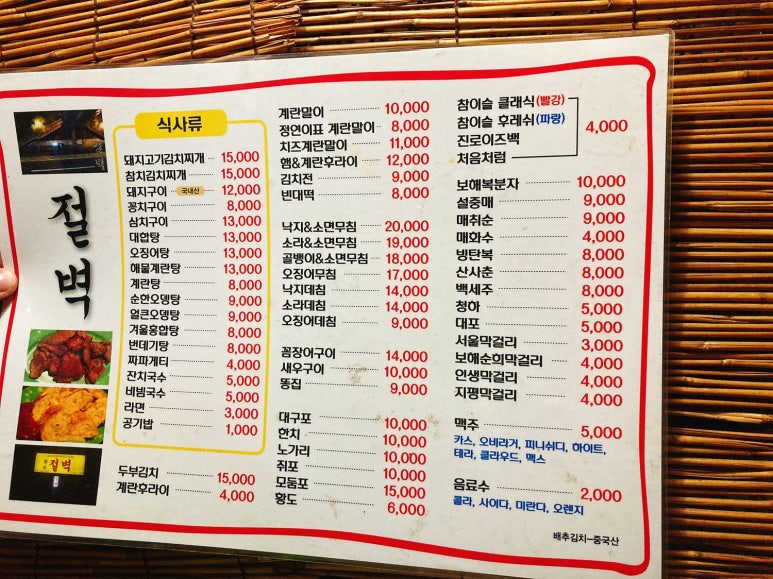 절벽
절벽
식사류
돼지고기김치찌개 15,000
참치김치찌개 15,000
돼지구이 국내산 12,000
꽁치구이 8,000
삼치구이 13,000
대합탕 13,000
오징어탕 13,000
해물계란탕 13,000
계란탕 8,000
순한오뎅탕 9,000
얼큰오뎅탕 9,000
겨울홍합탕 8,000
번데기탕 8,000
짜파게티 4,000
잔치국수 5,000
비빔국수 5,000
라면 3,000
공기밥 1,000
두부김치 15,000
계란후라이 4,000
계란말이 10,000
정연이표 계란말이 8,000
치즈계란말이 11,000
햄&계란후라이 12,000
김치전 9,000
빈대떡 8,000
낙지&소면무침 20,000
소라&소면무침 19,000
골뱅이&소면무침 18,000
오징어무침 17,000
낙지데침 14,000
소라데침 14,000
오징어데침 9,000
꼼장어구이 14,000
새우구이 10,000
똥집 9,000
대구포 10,000
한치 10,000
노가리 10,000
쥐포 10,000
모둠포 15,000
황도 6,000
참이슬 클래식(빨강)
참이슬 후레쉬(파랑)
진로이즈백
처음처럼
4,000
보해복분자 10,000
설중매 9,000
매취순 9,000
매화수 4,000
빙탄복 8,000
산사춘 8,000
백세주 8,000
청하 5,000
대포 5,000
서울막걸리 3,000
보해순희막걸리 4,000
인생막걸리 4,000
지평막걸리 4,000
맥주 5,000
카스, 오비라거, 피니쉬디, 하이트,
테라, 클라우드, 맥스
음료수 2,000
콜라, 사이다, 미란다, 오렌지
배추김치-중국산